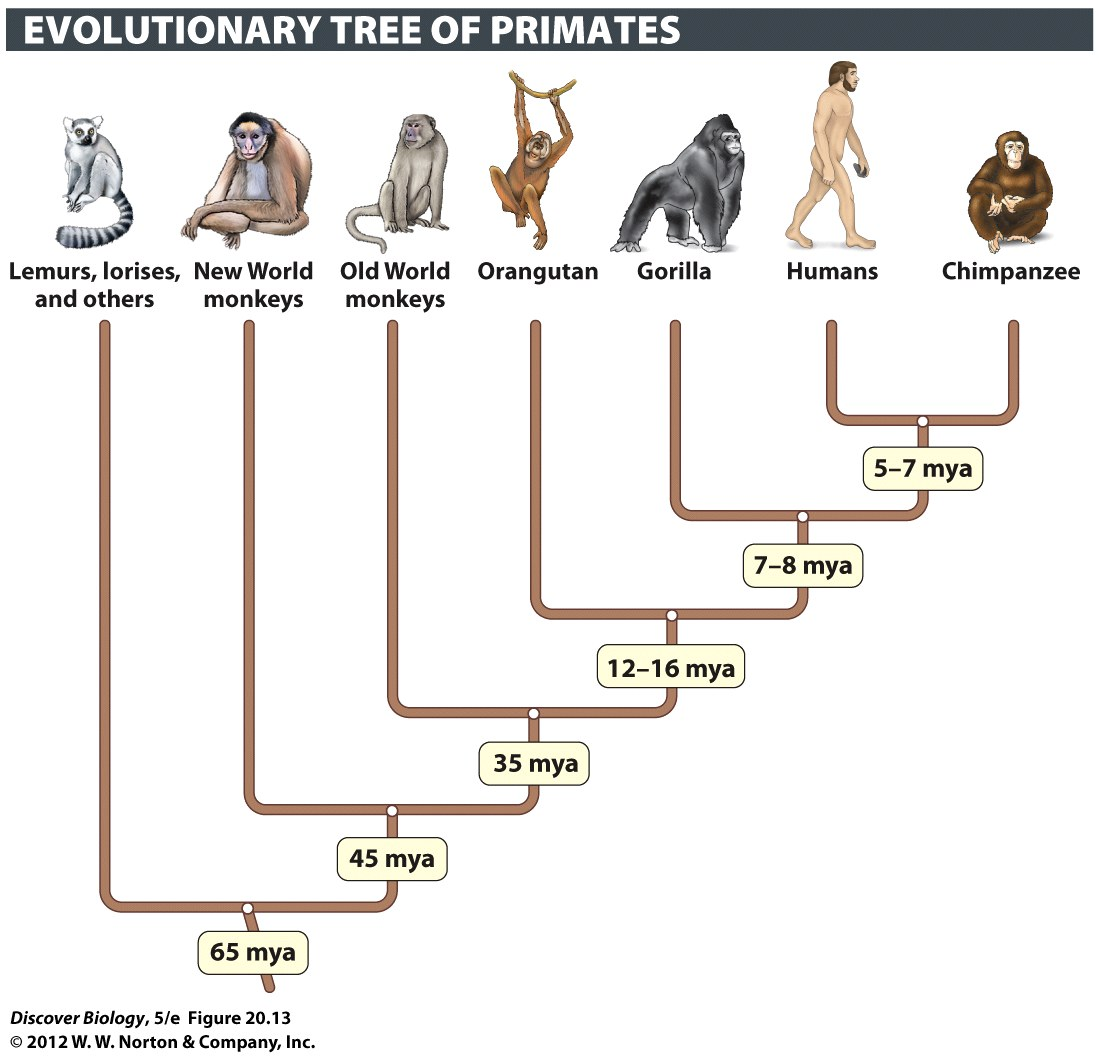 EVOLUTIONARY TREE OF PRIMATES
Lemurs, lorises,
and others
New World
monkeys
Old World
monkeys
Orangutan
Gorilla
Humans
Chimpanzee
5–7 mya
7–8 mya
12–16 mya
35 mya
45 mya
65 mya
Discover Biology, 5/e Figure 20.13
© 2012 W. W. Norton & Company, Inc.